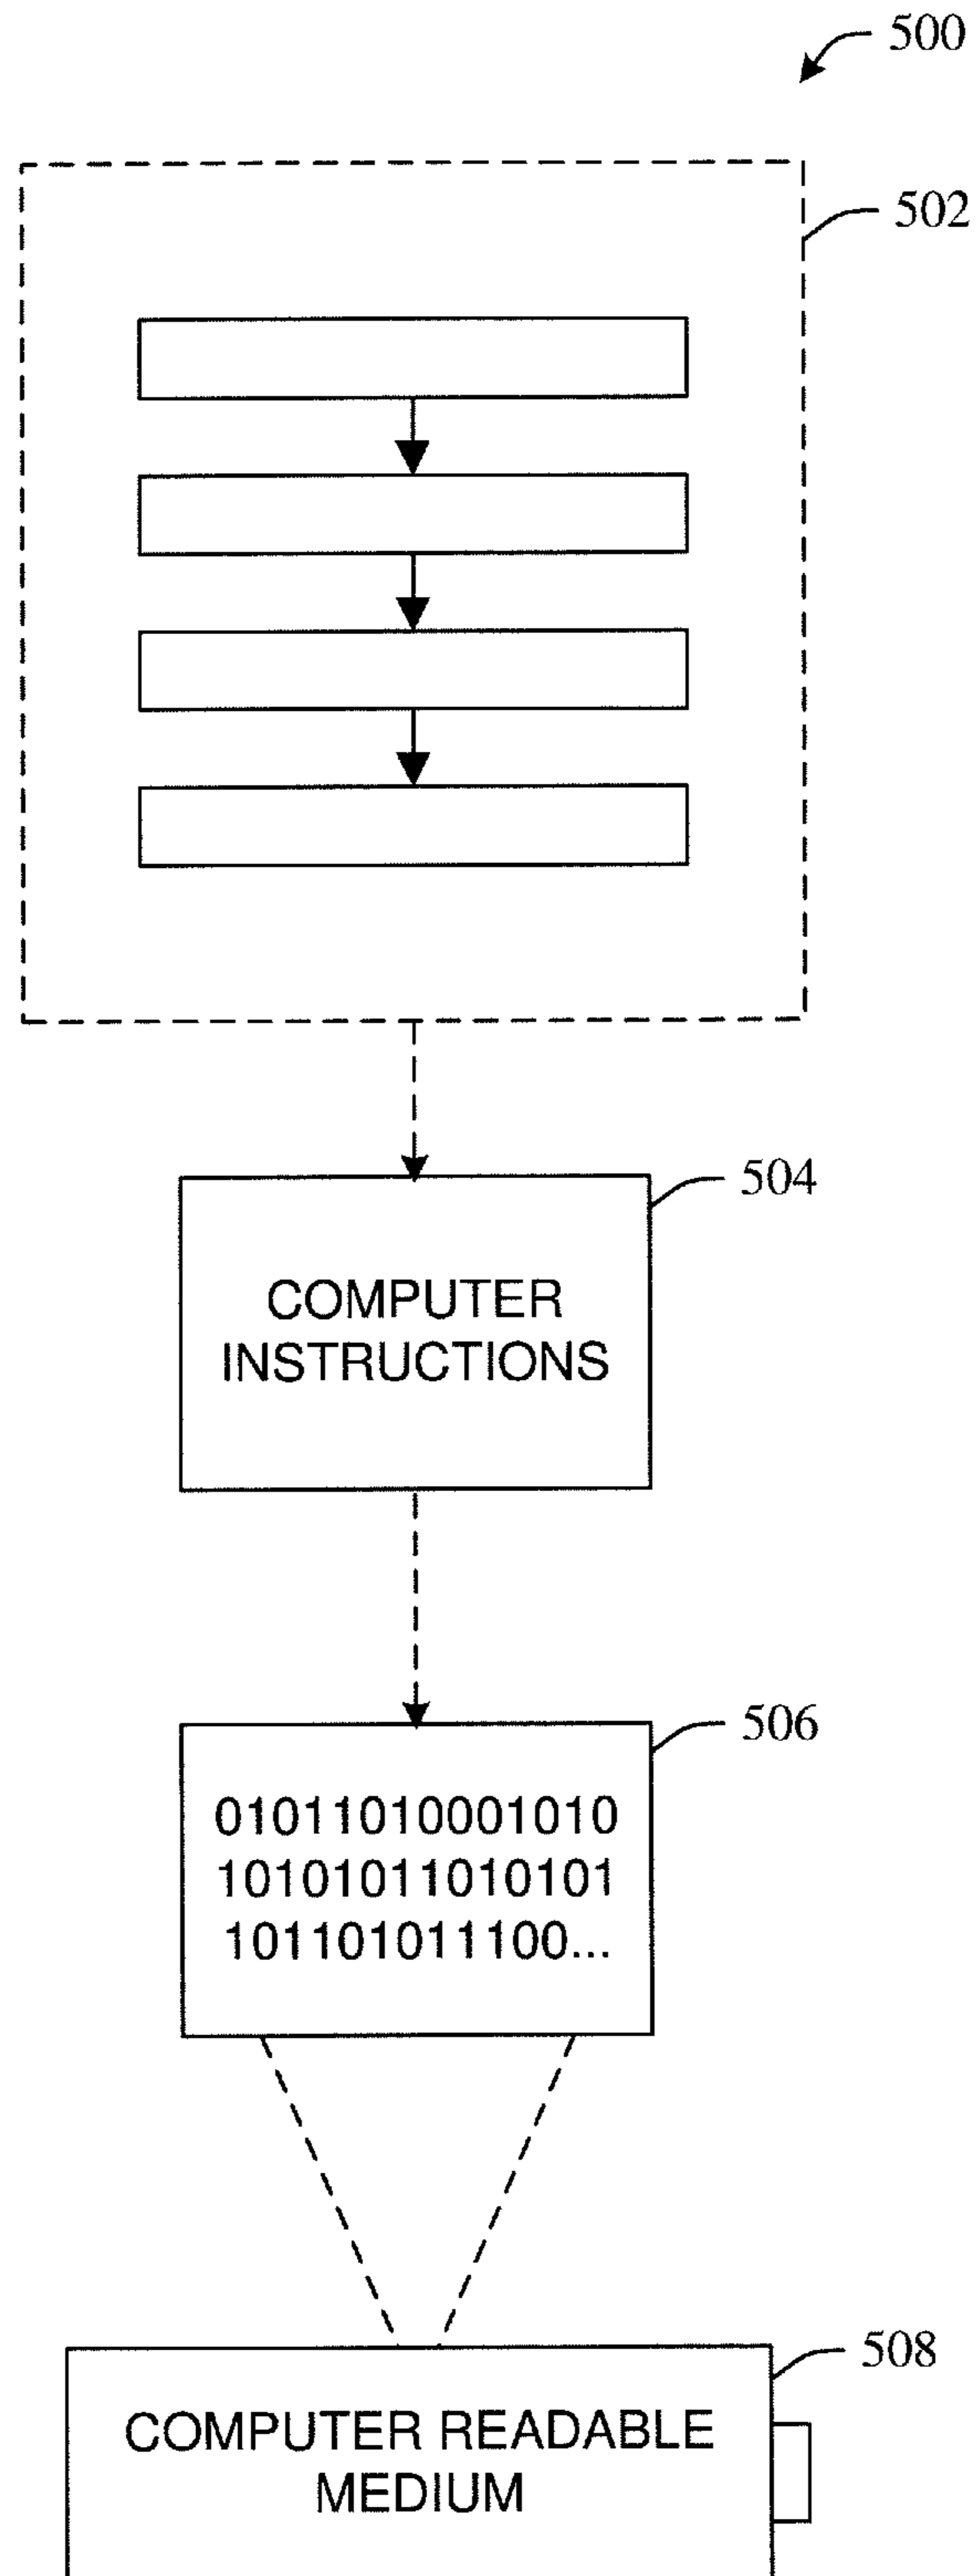 500
502
504
COMPUTER
INSTRUCTIONS
506
01011010001010
10101011010101
101101011100...
508
COMPUTER READABLE
MEDIUM